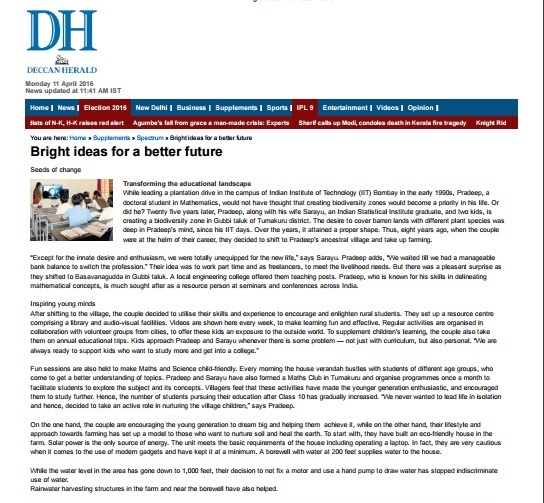 DH
DECCAN HERALD
Monday 11 April 2016
News updated at 11:41 AM IST
Home | News | Election 2016 New Delhi | Business | Supplements | Sports | IPL 9 Entertainment | Videos | Opinion |
lists of N-K, H-K raises red alert Agumbe's fall from grace a man-made crisis: Experts Sharif calls up Modi, condoles death in Kerala fire tragedy Knight Rid
You are here: Home » Supplements » Spectrum » Bright ideas for a better future
Bright ideas for a better future
Seeds of change
Transforming the educational landscape
While leading a plantation drive in the campus of Indian Institute of Technology (IIT) Bombay in the early 1990s, Pradeep, a
doctoral student in Mathematics, would not have thought that creating biodiversity zones would become a priority in his life. Or
did he? Twenty five years later, Pradeep, along with his wife Sarayu, an Indian Statistical Institute graduate, and two kids, is
creating a biodiversity zone in Gubbi taluk of Tumakuru district. The desire to cover barren lands with different plant species was
deep in Pradeep's mind, since his IIT days. Over the years, it attained a proper shape. Thus, eight years ago, when the couple
were at the helm of their career, they decided to shift to Pradeep's ancestral village and take up farming.
"Except for the innate desire and enthusiasm, we were totally unequipped for the new life," says Sarayu. Pradeep adds, "We waited till we had a manageable
bank balance to switch the profession." Their idea was to work part time and as freelancers, to meet the livelihood needs. But there was a pleasant surprise as
they shifted to Basavanagudda in Gubbi taluk. A local engineering college offered them teaching posts. Pradeep, who is known for his skills in delineating
mathematical concepts, is much sought after as a resource person at seminars and conferences across India.
Inspiring young minds
After shifting to the village, the couple decided to utilise their skills and experience to encourage and enlighten rural students. They set up a resource centre
comprising a library and audio-visual facilities. Videos are shown here every week, to make learning fun and effective. Regular activities are organised in
collaboration with volunteer groups from cities, to offer these kids an exposure to the outside world. To supplement children's learning, the couple also take
them on annual educational trips. Kids approach Pradeep and Sarayu whenever there is some problem — not just with curriculum, but also personal. "We are
always ready to support kids who want to study more and get into a college."
Fun sessions are also held to make Maths and Science child-friendly. Every morning the house verandah bustles with students of different age groups, who
come to get a better understanding of topics. Pradeep and Sarayu have also formed a Maths Club in Tumakuru and organise programmes once a month to
facilitate students to explore the subject and its concepts. Villagers feel that these activities have made the younger generation enthusiastic, and encouraged
them to study further. Hence, the number of students pursuing their education after Class 10 has gradually increased. "We never wanted to lead life in isolation
and hence, decided to take an active role in nurturing the village children," says Pradeep.
On the one hand, the couple are encouraging the young generation to dream big and helping them achieve it, while on the other hand, their lifestyle and
approach towards farming has set up a model to those who want to nurture soil and heal the earth. To start with, they have built an eco-friendly house in the
farm. Solar power is the only source of energy. The unit meets the basic requirements of the house including operating a laptop. In fact, they are very cautious
when it comes to the use of modern gadgets and have kept it at a minimum. A borewell with water at 200 feet supplies water to the house.
While the water level in the area has gone down to 1,000 feet, their decision to not fix a motor and use a hand pump to draw water has stopped indiscriminate
use of water.
Rainwater harvesting structures in the farm and near the borewell have also helped.